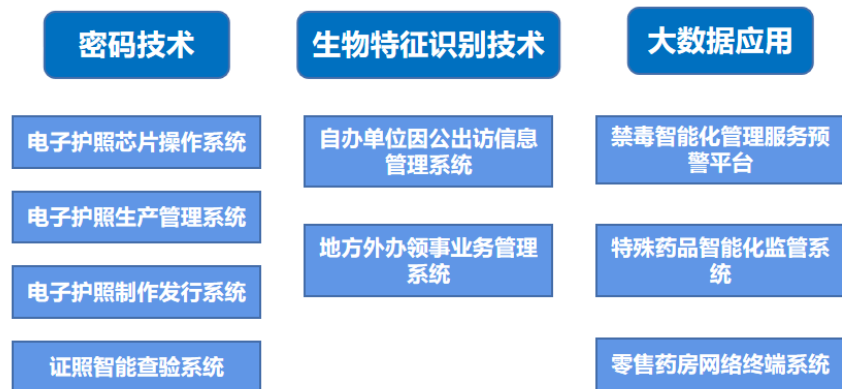 密码技术
电子护照芯片操作系统
电子护照生产管理系统
电子护照制作发行系统
证照智能查验系统
生物特征识别技术
自办单位因公出访信息
管理系统
地方外办领事业务管理
系统
大数据应用
禁毒智能化管理服务预
警平台
特殊药品智能化监管系
统
零售药房网络终端系统